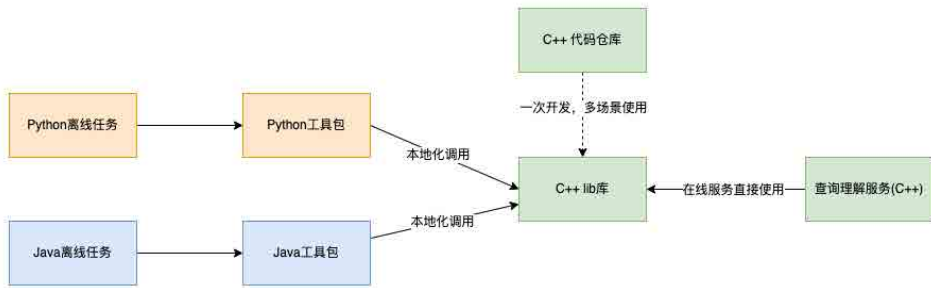 C++ 代码仓库
一次开发，多场景使用
Python离线任务
Python工具包
本地化调用
C++ lib库
在线服务直接使用
查询理解服务(C++)
本地化调用
Java离线任务
Java工具包